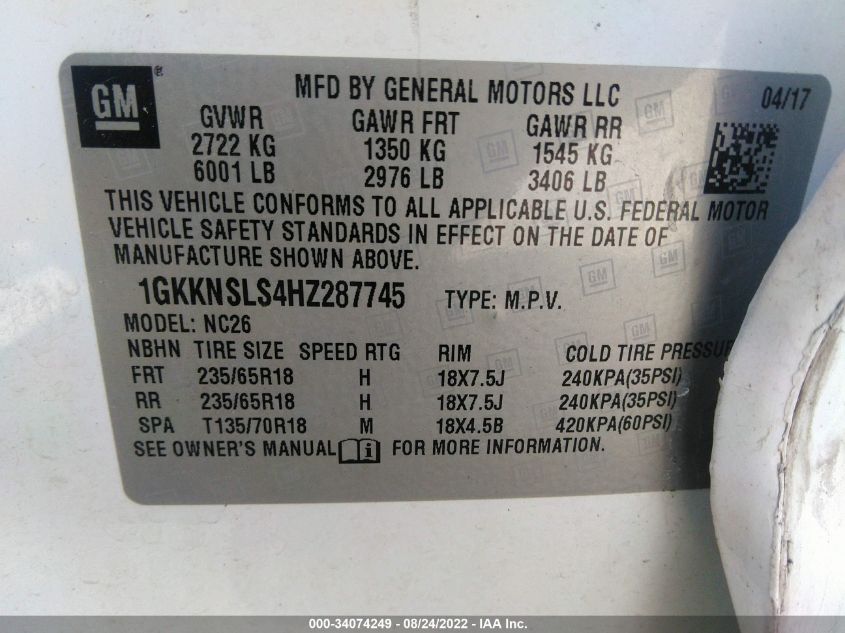 GM ®
MFD BY GENERAL MOTORS LLC 04/17
GVWR GAWR FRT GAWR RR
2722 KG 1350 KG 1545 KG
6001 LB 2976 LB 3406 LB
THIS VEHICLE CONFORMS TO ALL APPLICABLE U.S. FEDERAL MOTOR
VEHICLE SAFETY STANDARDS IN EFFECT ON THE DATE OF
MANUFACTURE SHOWN ABOVE.
1GKKNSLS4HZ287745 TYPE: M.P.V.
MODEL: NC26
NBHN TIRE SIZE SPEED RTG RIM COLD TIRE PRESSU
FRT 235/65R18 H 18X7.5J 240KPA(35PSI)
RR 235/65R18 H 18X7.5J 240KPA(35PSI)
SPA T135/70R18 M 18X4.5B 420KPA(60PSI)
SEE OWNER'S MANUAL i FOR MORE INFORMATION.
000-34074249 - 08/24/2022 - IAA Inc.